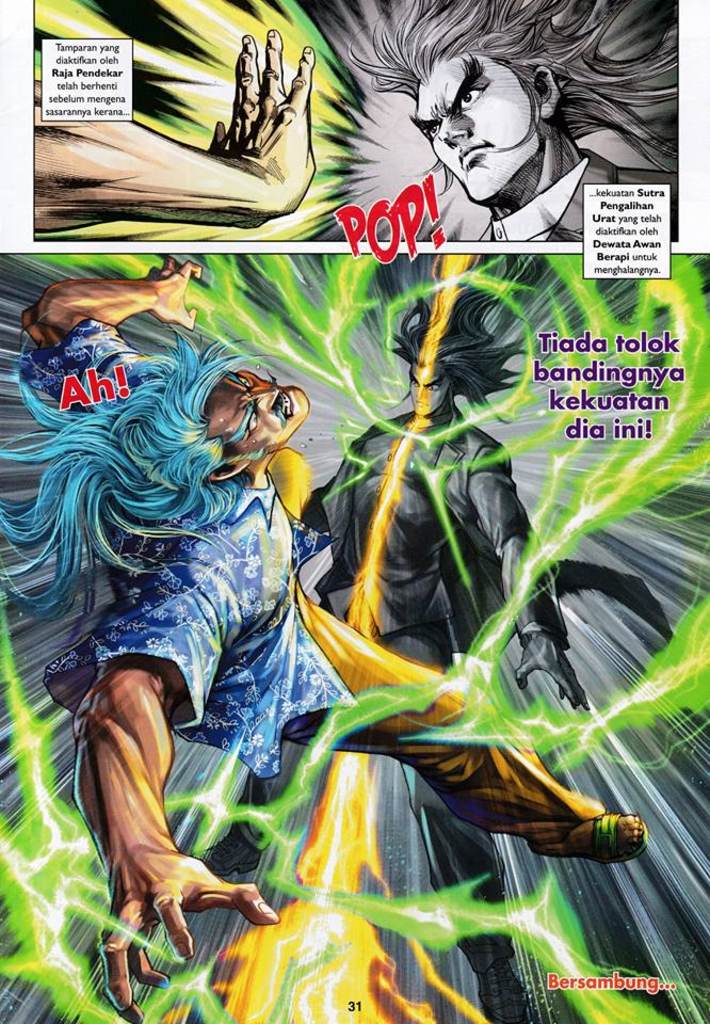 Tamparan yang
diaktifkan oleh
Raja Pendekar
telah berhenti
sebelum mengena
sasarannya kerana...
POP!
...kekuatan Sutra
Pengalihan
Urat yang telah
diaktifkan oleh
Dewata Awan
Berapi untuk
menghalangnya.
Ah!
Tiada tolok
bandingnya
kekuatan
dia ini!
Bersambung...
31